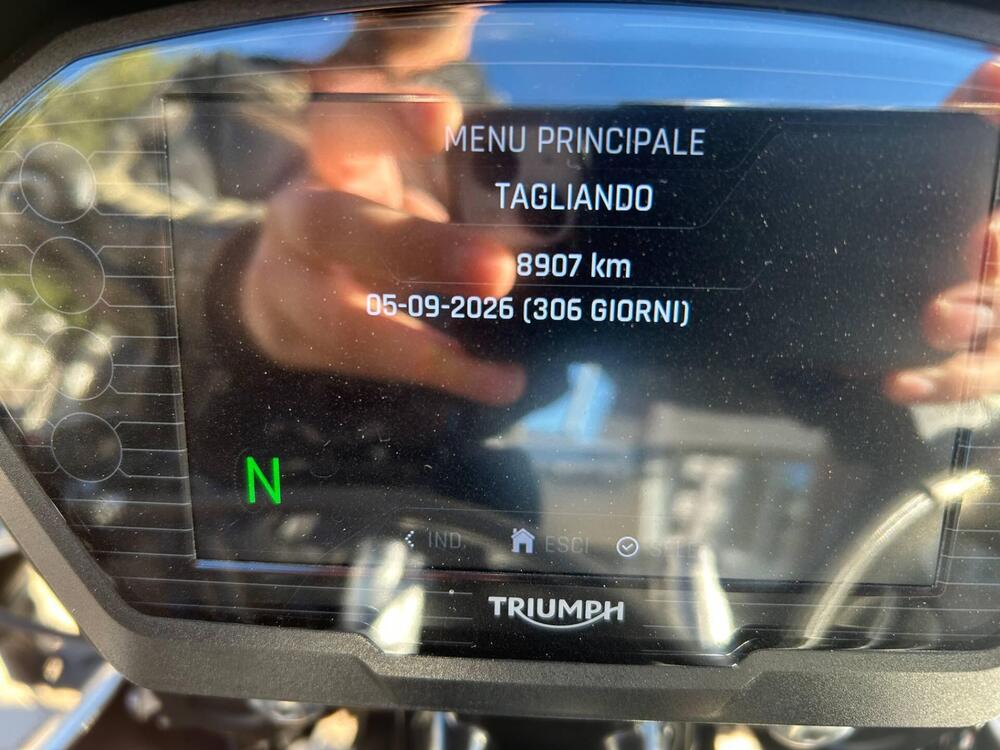 MENU PRINCIPALE
TAGLIANDO
8907 km
05-09-2026 (306 GIORNI)
N
IND. ESCI
TRIUMPH